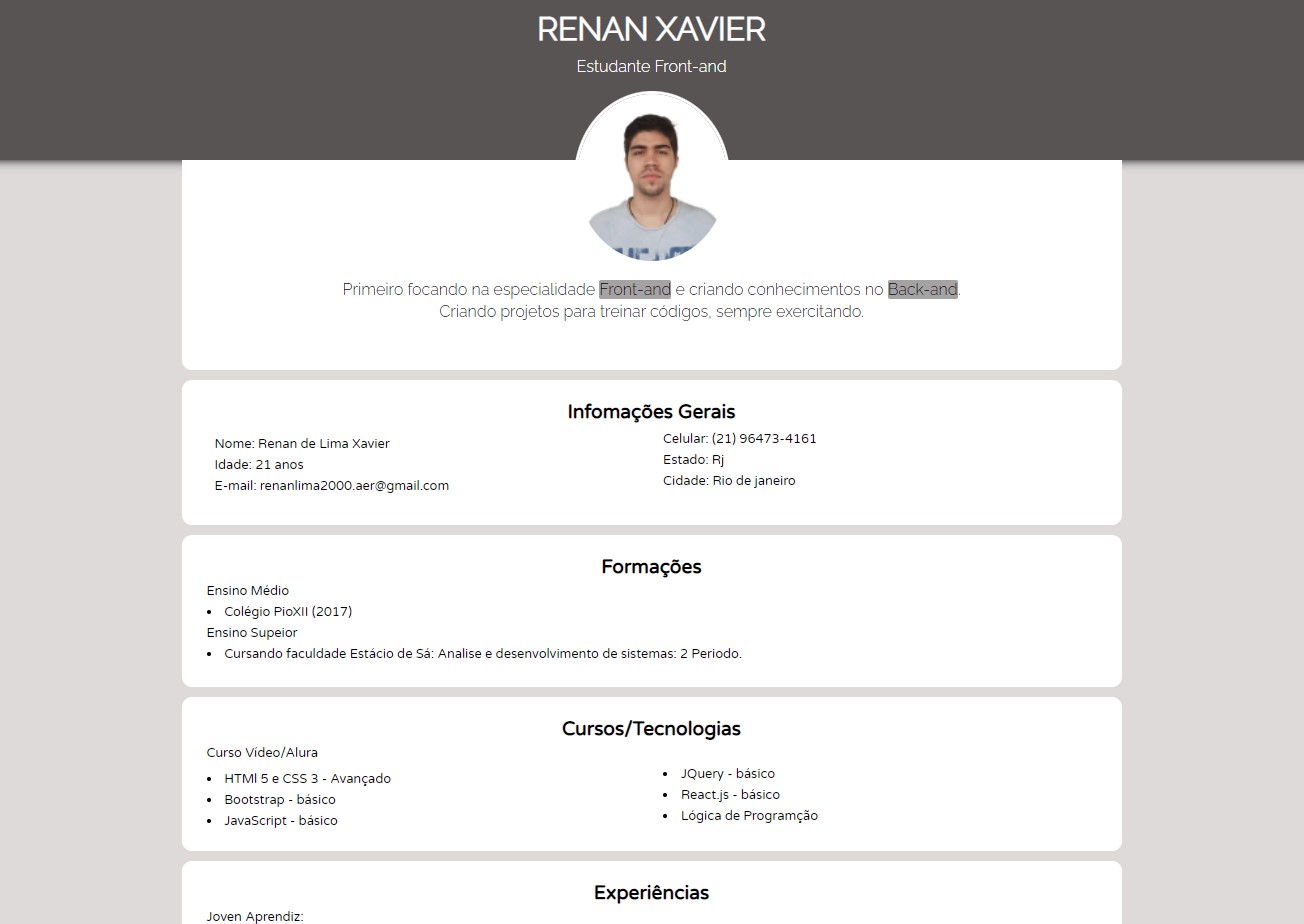 RENAN XAVIER
Estudante Front-and
Primeiro focando na especialidade Front-and e criando conhecimentos no Back-and.
Criando projetos para treinar códigos, sempre exercitando.
Infomações Gerais
Nome: Renan de Lima Xavier
Idade: 21 anos
E-mail: renanlima2000.aer@gmail.com
Celular: (21) 96473-4161
Estado: Rj
Cidade: Rio de janeiro
Formações
Ensino Médio
• Colégio PioXII (2017)
Ensino Supeior
• Cursando faculdade Estácio de Sá: Analise e desenvolvimento de sistemas: 2 Periodo.
Cursos/Tecnologias
Curso Vídeo/Alura
• HTMl 5 e CSS 3 - Avançado
• Bootstrap - básico
• JavaScript - básico
• JQuery - básico
• React.js - básico
• Lógica de Programção
Experiências
Joven Aprendiz: